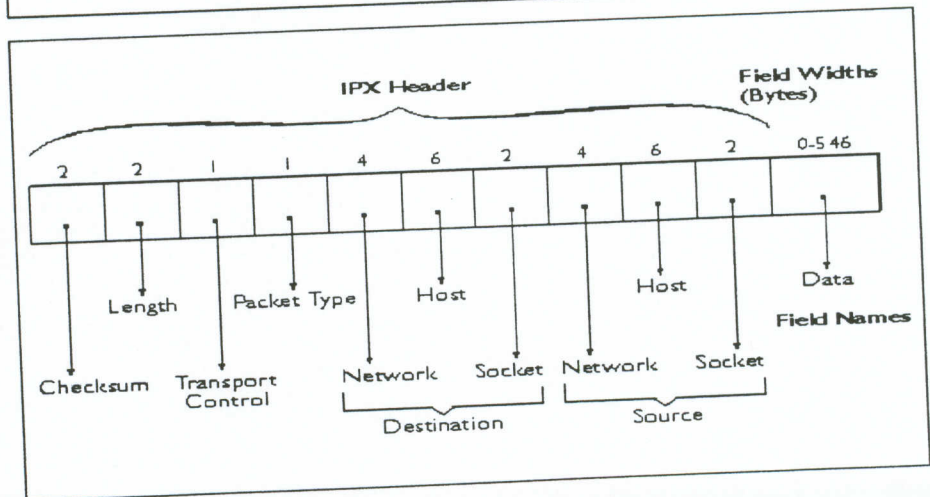 IPX Header
Field Widths
(Bytes)
2 2 1 1 4 6 2 4 6 2 0-546
Length Packet Type Host Host Data
Field Names
Checksum Transport Control Network Socket Network Socket
Destination Source